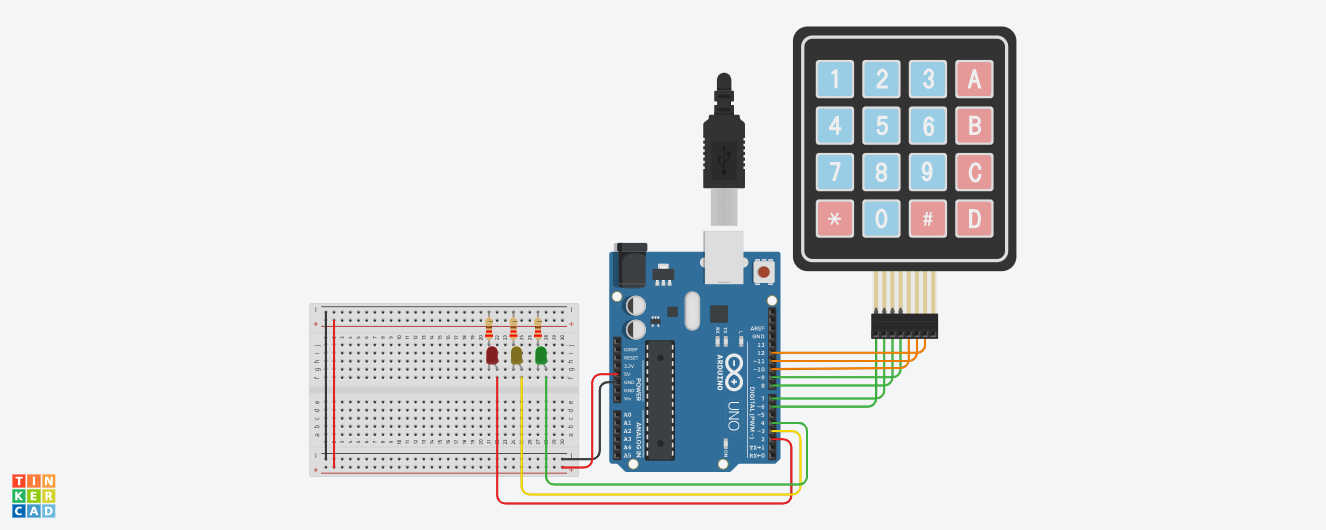 1 2 3 A
4 5 6 B
7 8 9 C
* 0 # D
AREF
GND
13
12
~11
~10
~9
8
7
~6
~5
4
~3
2
TX→1
RX←0
DIGITAL (PWM~)
L
TX
RX
ON
ARDUINO
UNO
IOREF
RESET
3.3V
5V
GND
GND
Vin
POWER
A0
A1
A2
A3
A4
A5
ANALOG IN
a b c d e
f g h i j
TIN
KER
CAD